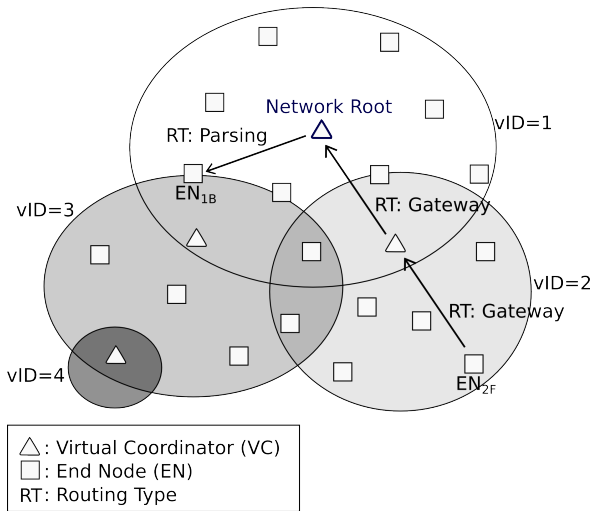 Network Root
vID=1
RT: Parsing
EN1B
RT: Gateway
vID=3
vID=2
RT: Gateway
vID=4
EN2F
: Virtual Coordinator (VC)
: End Node (EN)
RT: Routing Type